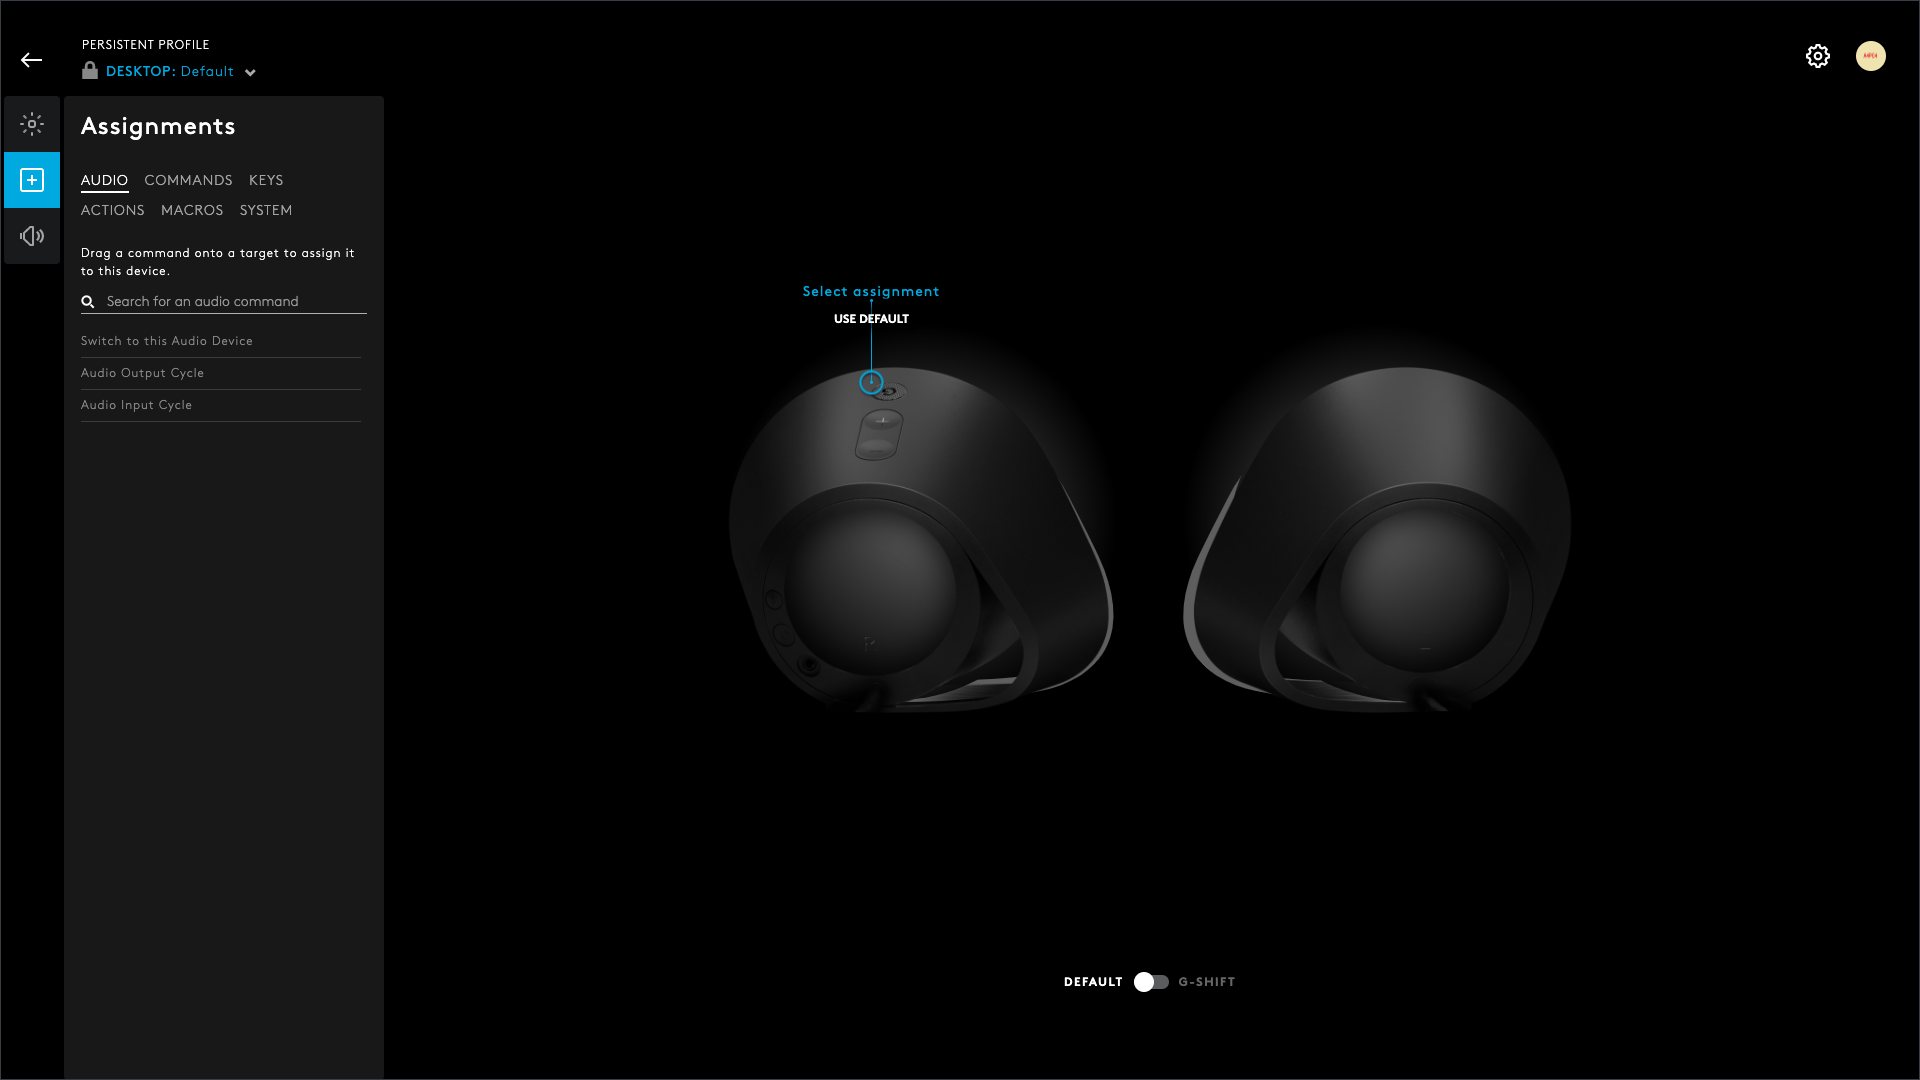 PERSISTENT PROFILE
DESKTOP: Default
Assignments
AUDIO COMMANDS KEYS
ACTIONS MACROS SYSTEM
Drag a command onto a target to assign it
to this device.
Search for an audio command
Switch to this Audio Device
Audio Output Cycle
Audio Input Cycle
Select assignment
USE DEFAULT
DEFAULT G-SHIFT